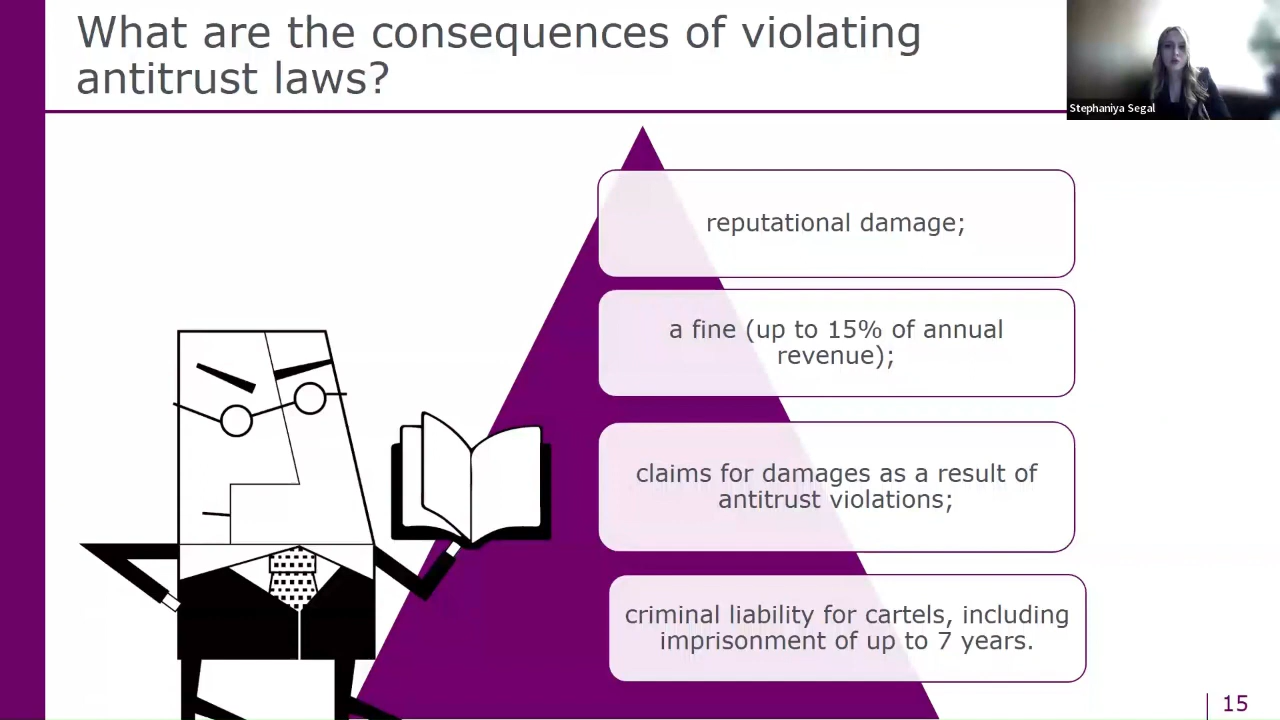 What are the consequences of violating
antitrust laws?
Stephaniya Segal
reputational damage;
a fine (up to 15% of annual
revenue);
claims for damages as a result of
antitrust violations;
criminal liability for cartels, including
imprisonment of up to 7 years.
15